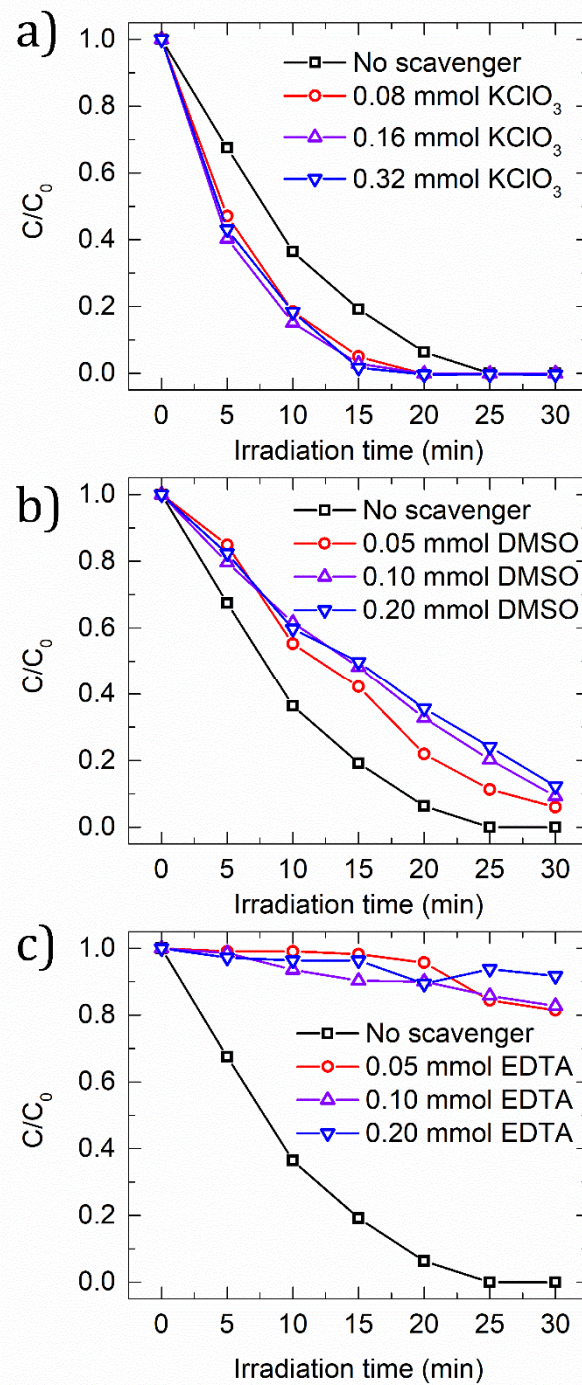 a)
1.0
0.8
0.6
0.4
0.2
0.0
C/C₀
No scavenger
0.08 mmol KClO₃
0.16 mmol KClO₃
0.32 mmol KClO₃
0 5 10 15 20 25 30
Irradiation time (min)
b)
1.0
0.8
0.6
0.4
0.2
0.0
C/C₀
No scavenger
0.05 mmol DMSO
0.10 mmol DMSO
0.20 mmol DMSO
0 5 10 15 20 25 30
Irradiation time (min)
c)
1.0
0.8
0.6
0.4
0.2
0.0
C/C₀
No scavenger
0.05 mmol EDTA
0.10 mmol EDTA
0.20 mmol EDTA
0 5 10 15 20 25 30
Irradiation time (min)